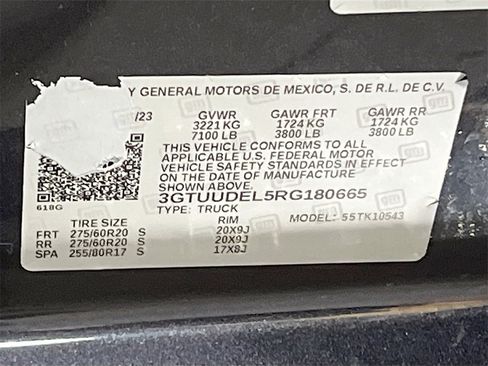 Y GENERAL MOTORS DE MEXICO, S. DE R.L. DE C.V.
/23 GVWR GAWR FRT GAWR RR
3221 KG 1724 KG 1724 KG
7100 LB 3800 LB 3800 LB
THIS VEHICLE CONFORMS TO ALL
APPLICABLE U.S. FEDERAL MOTOR
VEHICLE SAFETY STANDARDS IN EFFECT
ON THE DATE OF MANUFACTURE
SHOWN ABOVE.
3GTUUDEL5RG180665
618G
TYPE: TRUCK MODEL: 55TK10543
TIRE SIZE RIM
FRT 275/60R20 S 20X9J
RR 275/60R20 S 20X9J
SPA 255/80R17 S 17X8J